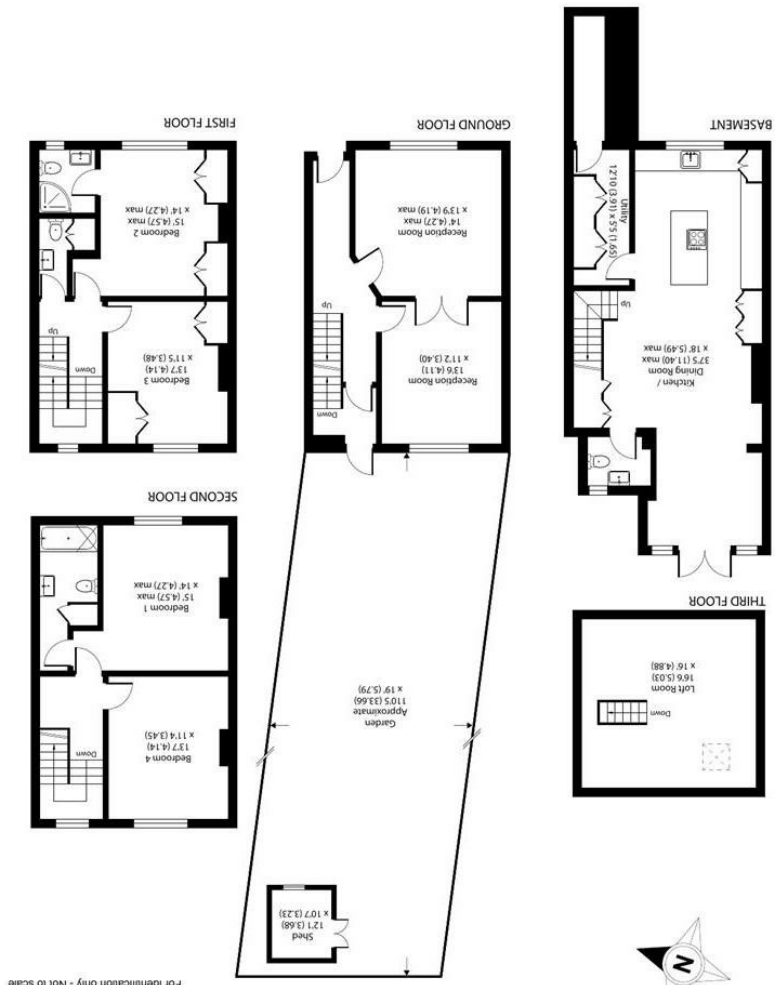 For identification only - Not to scale
N
Down
Loft Room
16'6 (5.03)
x 16' (4.88)
THIRD FLOOR
Kitchen /
Dining Room
37'5 (11.40) max
x 18' (5.49) max
Up
Utility
12'10 (3.91) x 5'5 (1.65)
BASEMENT
Shed
12'1 (3.68)
x 10'7 (3.23)
Garden
Approximate
110'5 (33.66)
x 19' (5.79)
Reception Room
13'6 (4.11)
x 11'2 (3.40)
Down
Up
Reception Room
14' (4.27) max
x 13'9 (4.19) max
GROUND FLOOR
Bedroom 4
13'7 (4.14)
x 11'4 (3.45)
Down
Bedroom 1
15' (4.57) max
x 14' (4.27) max
SECOND FLOOR
Bedroom 3
13'7 (4.14)
x 11'5 (3.48)
Down
Up
Bedroom 2
15' (4.57) max
x 14' (4.27) max
FIRST FLOOR